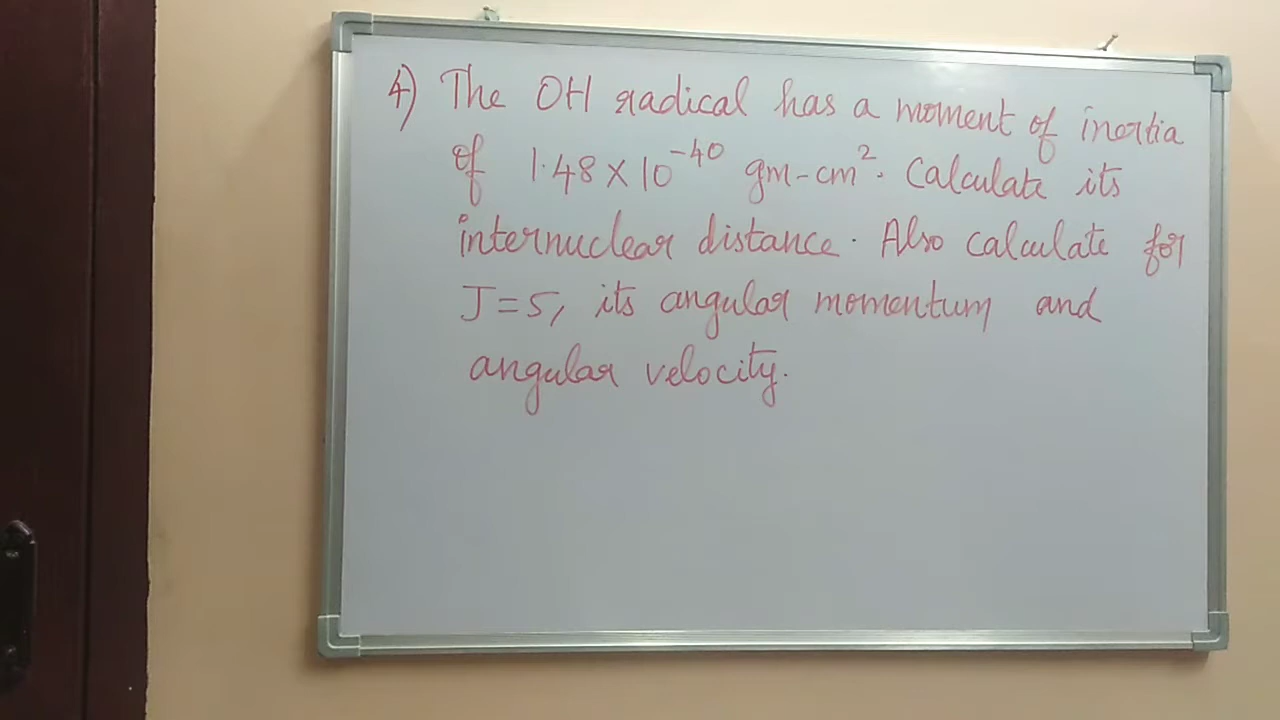 4) The OH radical has a moment of inertia
of 1.48 × 10⁻⁴⁰ gm-cm². Calculate its
internuclear distance. Also calculate for
J=5, its angular momentum and
angular velocity.